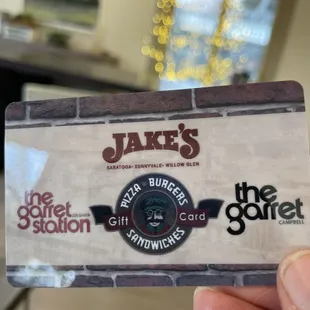 JAKE'S
SARATOGA • SUNNYVALE • WILLOW GLEN
the
garret
station
PIZZA BURGERS
Gift Card
SANDWICHES
the
garret
CAMPBELL